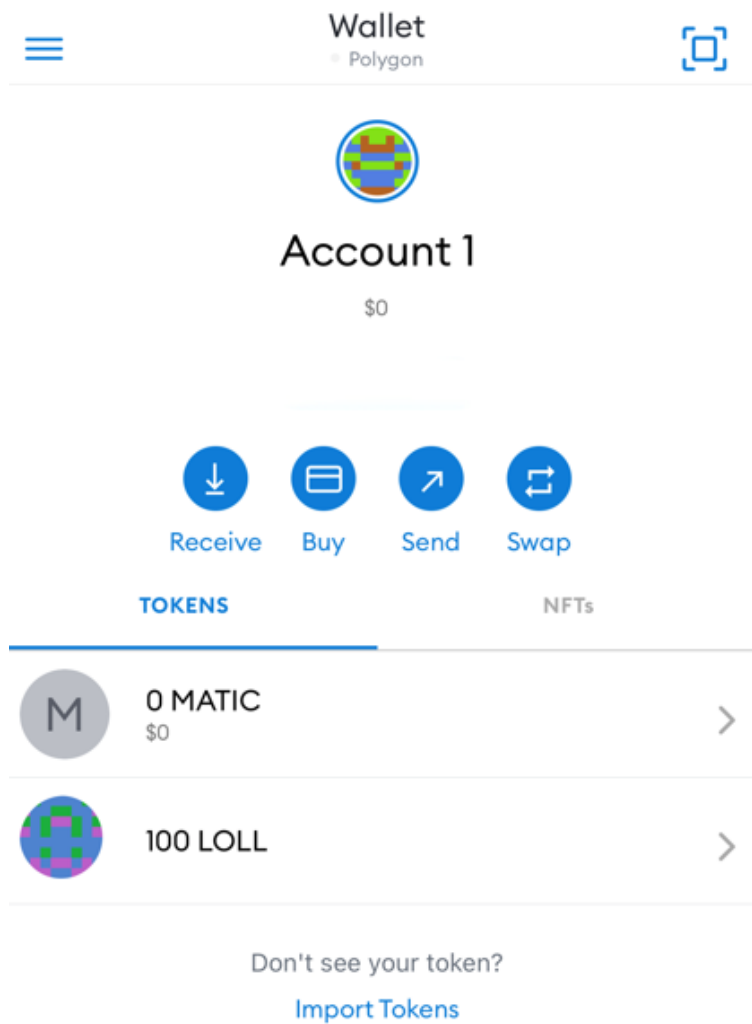 Wallet
Polygon
Account 1
$0
Receive Buy Send Swap
TOKENS NFTs
M 0 MATIC
$0
100 LOLL
Don't see your token?
Import Tokens